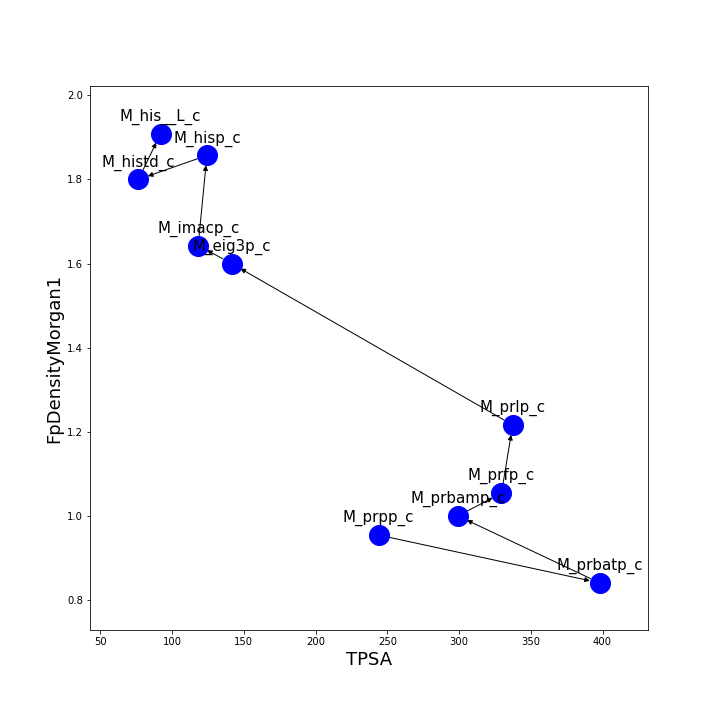 2.0
1.8
1.6
1.4
1.2
1.0
0.8
FpDensityMorgan1
M_his__L_c
M_hisp_c
M_histd_c
M_imacp_c
M_eig3p_c
M_prlp_c
M_prfp_c
M_prbamp_c
M_prpp_c
M_prbatp_c
50 100 150 200 250 300 350 400
TPSA